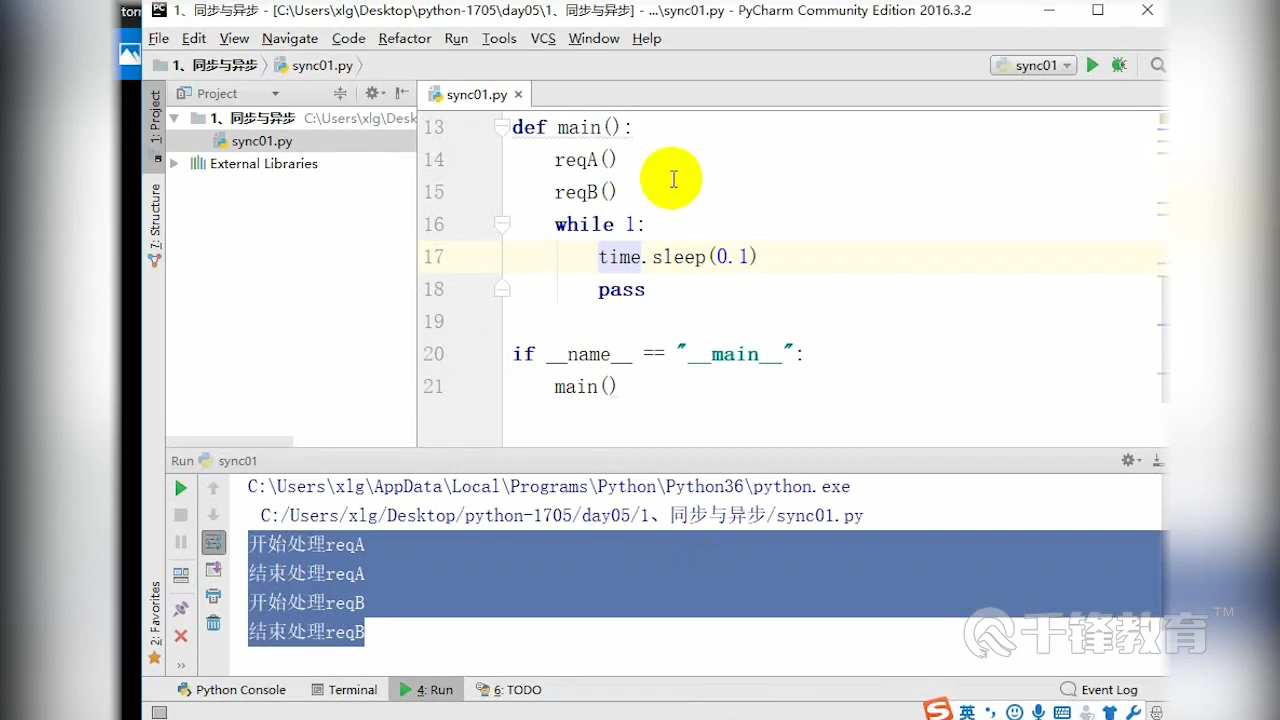 torn
PC 1、同步与异步 - [C:\Users\xlg\Desktop\python-1705\day05\1、同步与异步] - ...\sync01.py - PyCharm Community Edition 2016.3.2
File Edit View Navigate Code Refactor Run Tools VCS Window Help
1、同步与异步 sync01.py sync01
Project sync01.py
1: Project
7: Structure
1、同步与异步 C:\Users\xlg\Desk
sync01.py
External Libraries
13 def main():
14 reqA()
15 reqB()
16 while 1:
17 time.sleep(0.1)
18 pass
19
20 if __name__ == "__main__":
21 main()
Run sync01
C:\Users\xlg\AppData\Local\Programs\Python\Python36\python.exe
C:/Users/xlg/Desktop/python-1705/day05/1、同步与异步/sync01.py
开始处理reqA
结束处理reqA
开始处理reqB
结束处理reqB
2: Favorites
千锋教育 TM
Python Console Terminal 4: Run 6: TODO Event Log
S 英